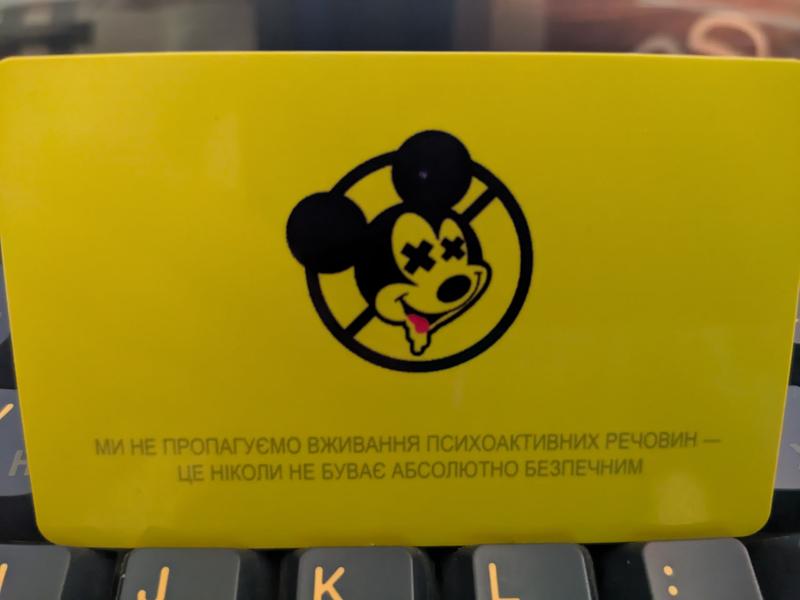 МИ НЕ ПРОПАГУЄМО ВЖИВАННЯ ПСИХОАКТИВНИХ РЕЧОВИН —
ЦЕ НІКОЛИ НЕ БУВАЄ АБСОЛЮТНО БЕЗПЕЧНИМ
J K L :